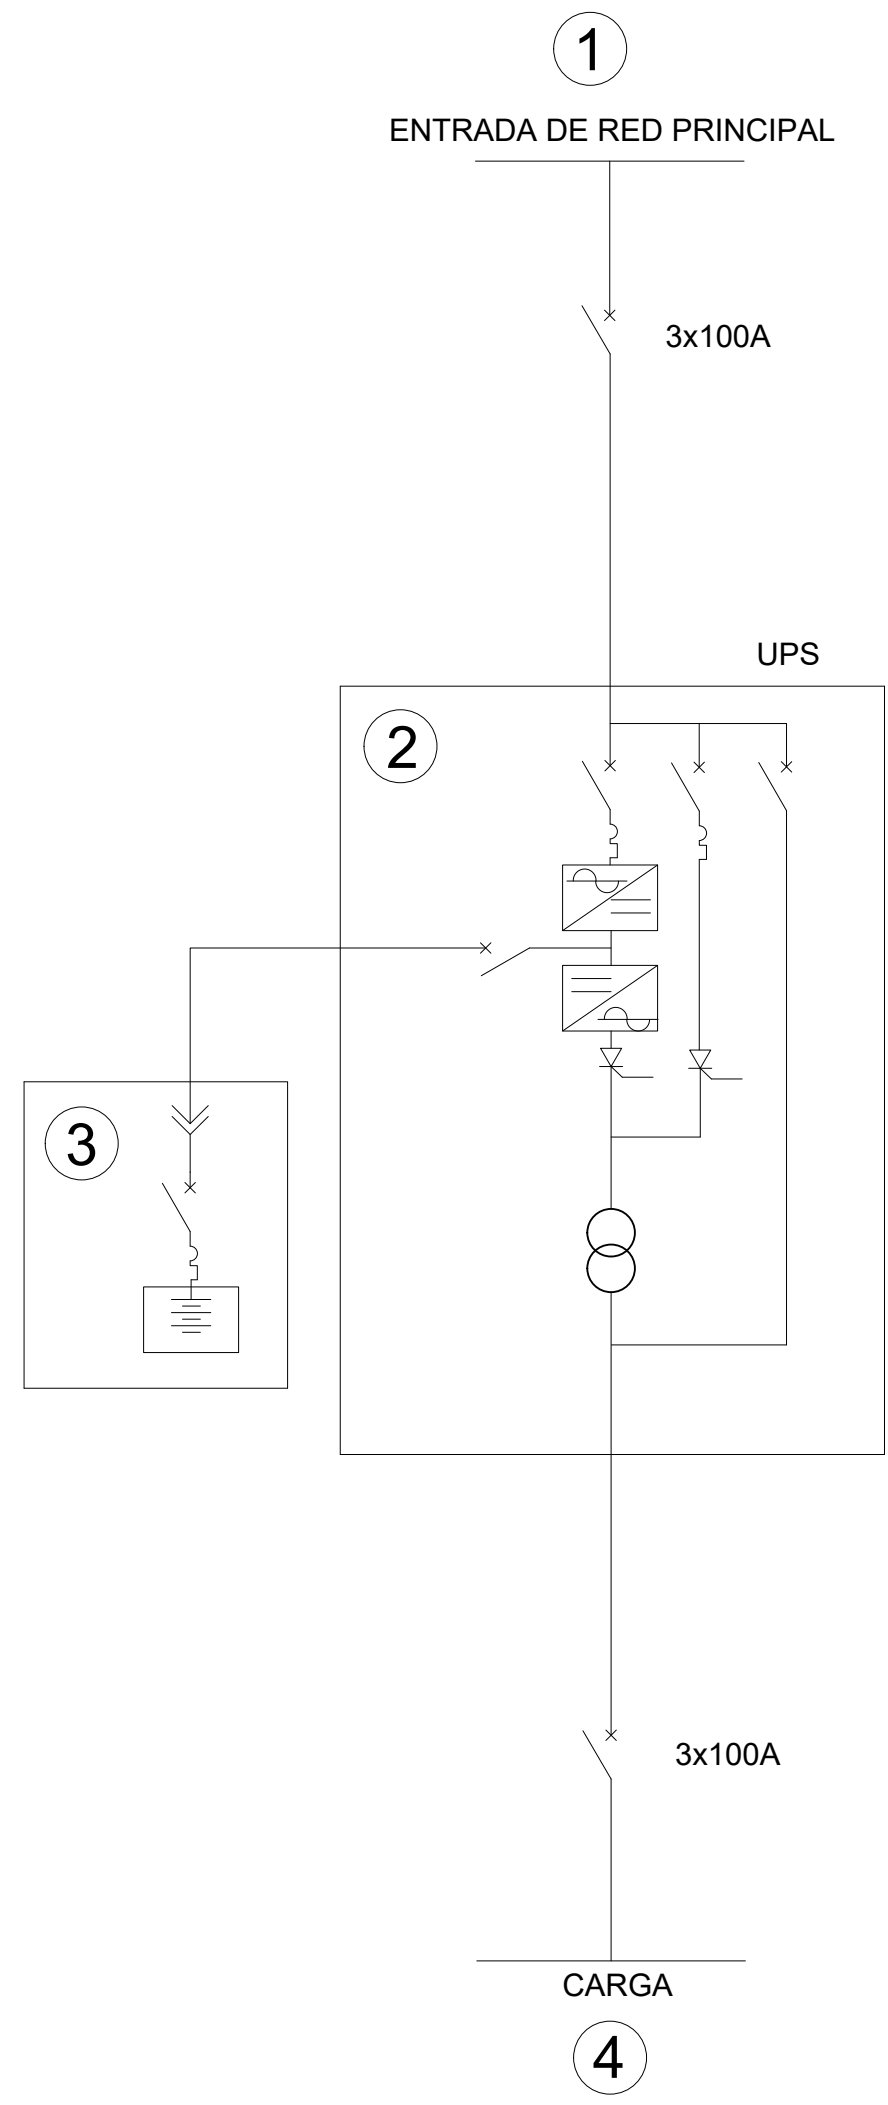 1
ENTRADA DE RED PRINCIPAL
3x100A
UPS
2
3
3x100A
CARGA
4